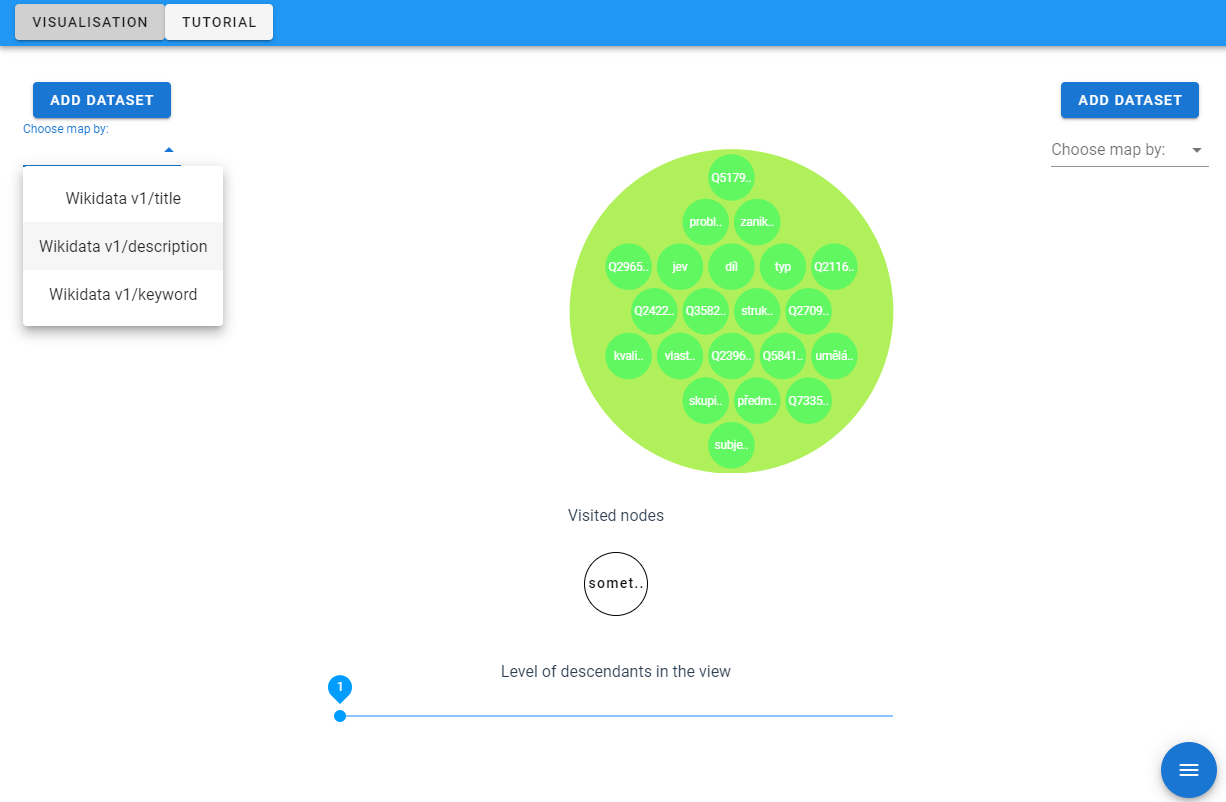 VISUALISATION TUTORIAL
ADD DATASET
ADD DATASET
Choose map by:
Choose map by:
Wikidata v1/title
Wikidata v1/description
Wikidata v1/keyword
Q5179..
probl.. zanik..
Q2965.. jev díl typ Q2116..
Q2422.. Q3582.. struk.. Q2709..
kvali.. vlast.. Q2396.. Q5841.. umělá..
skupi.. předm.. Q7335..
subje..
Visited nodes
somet..
Level of descendants in the view
1